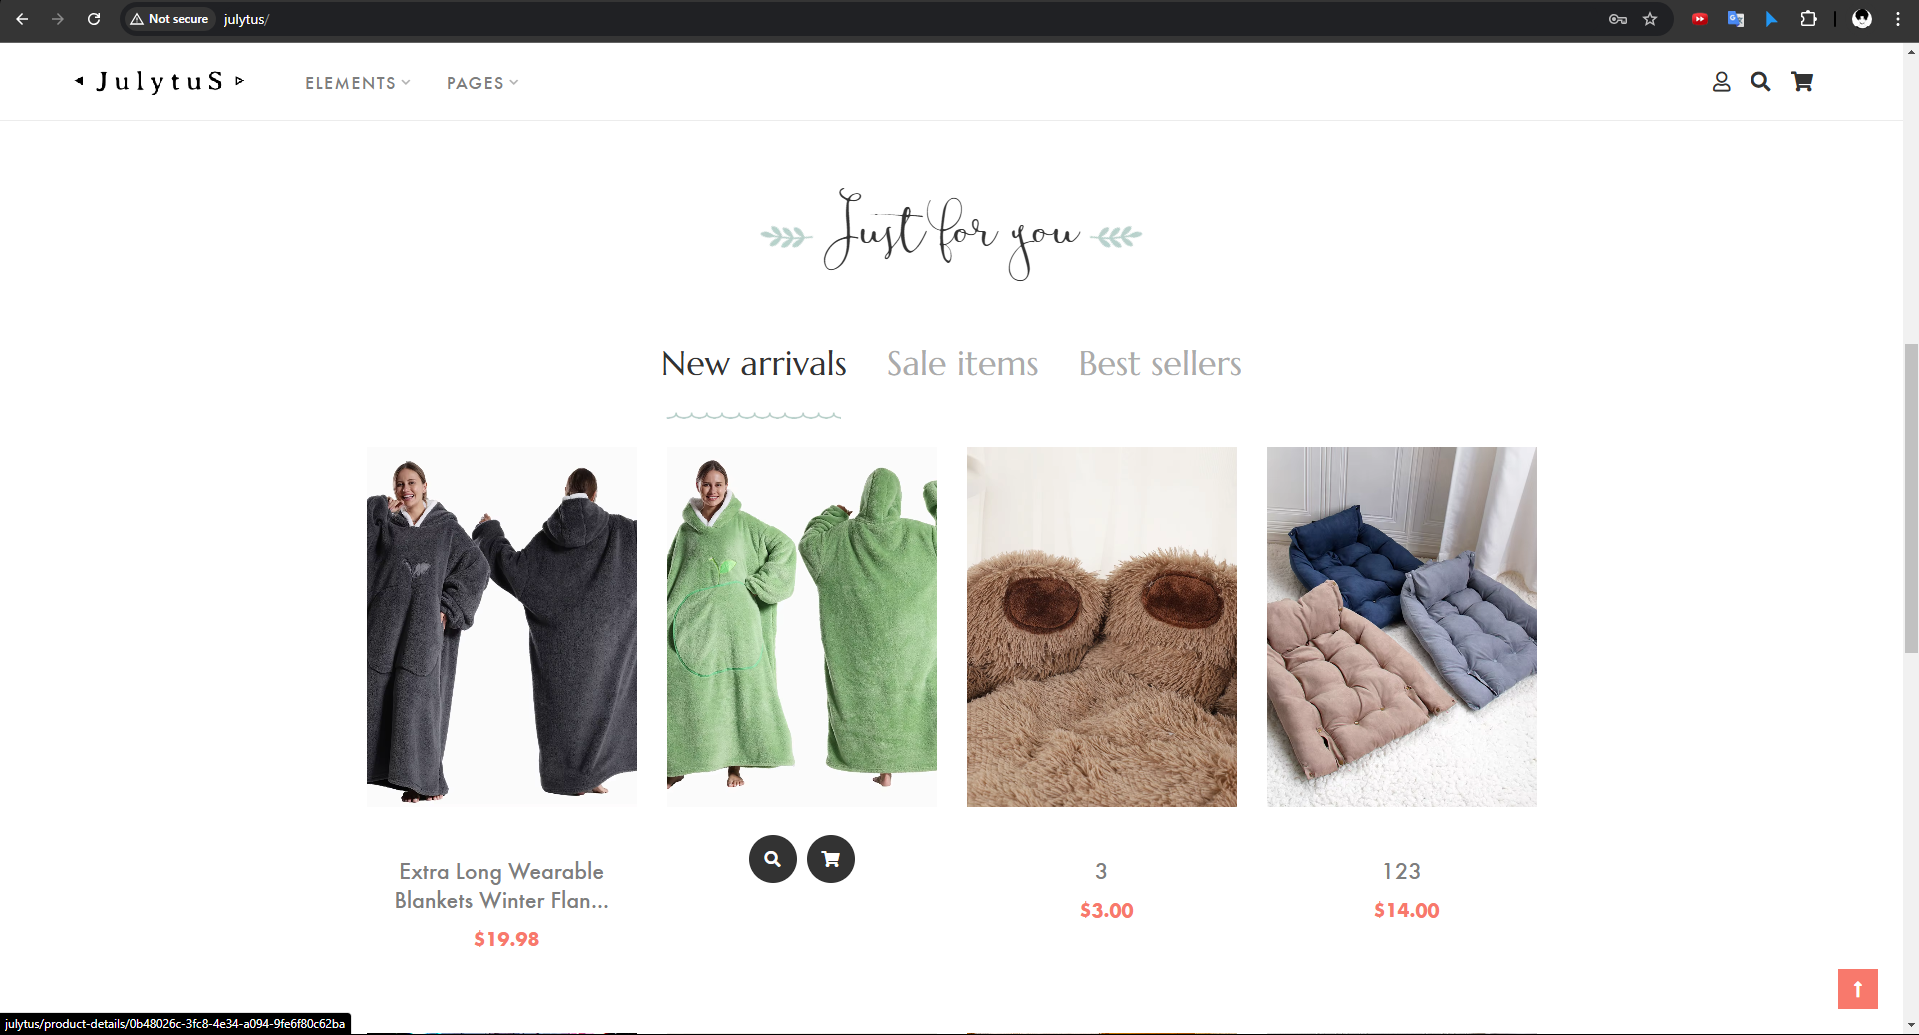 Not secure
julytus/
JulytuS
ELEMENTS
PAGES
Just for you
New arrivals
Sale items
Best sellers
Extra Long Wearable
Blankets Winter Flan...
$19.98
3
$3.00
123
$14.00
julytus/product-details/0b48026c-3fc8-4e34-a094-9fe6f80c62ba